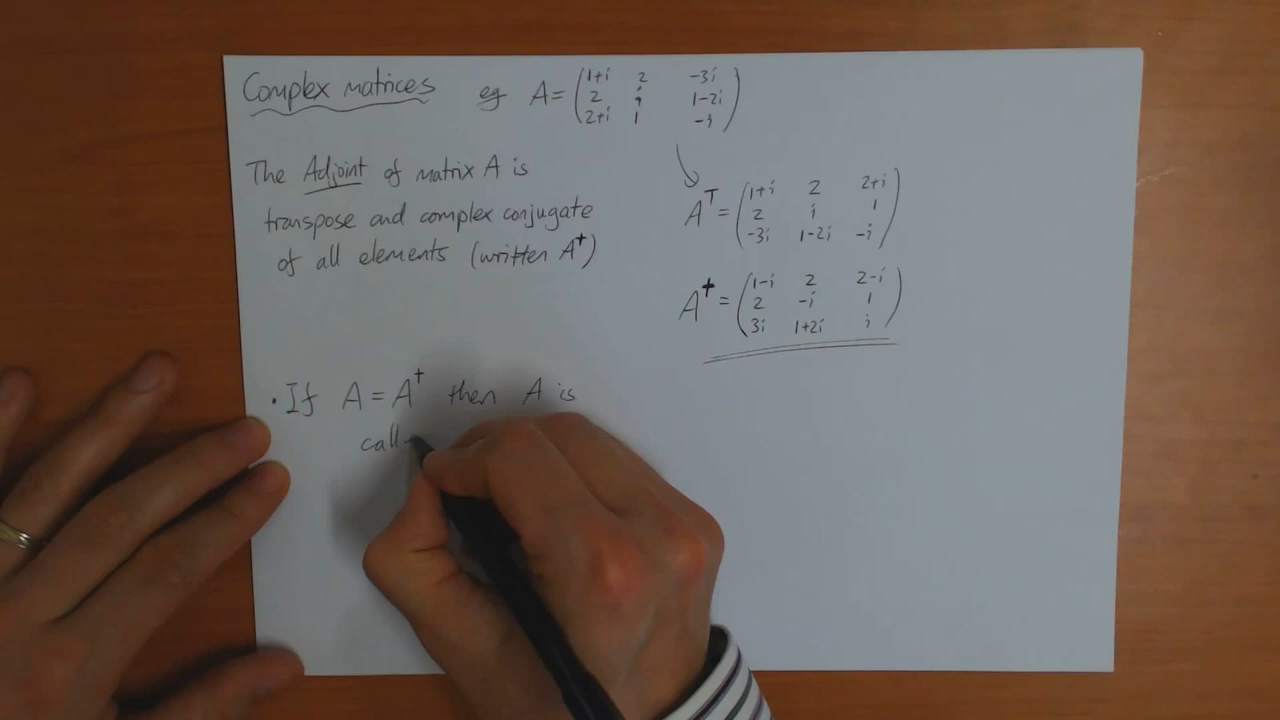 Complex matrices eg A = (1+i 2 -3i
2 i 1-2i
2+i 1 -i)
The Adjoint of matrix A is
transpose and complex conjugate
of all elements (written A†)
Aᵀ = (1+i 2 2+i
2 i 1
-3i 1-2i -i)
A† = (1-i 2 2-i
2 -i 1
3i 1+2i i)
• If A = A† then A is
call